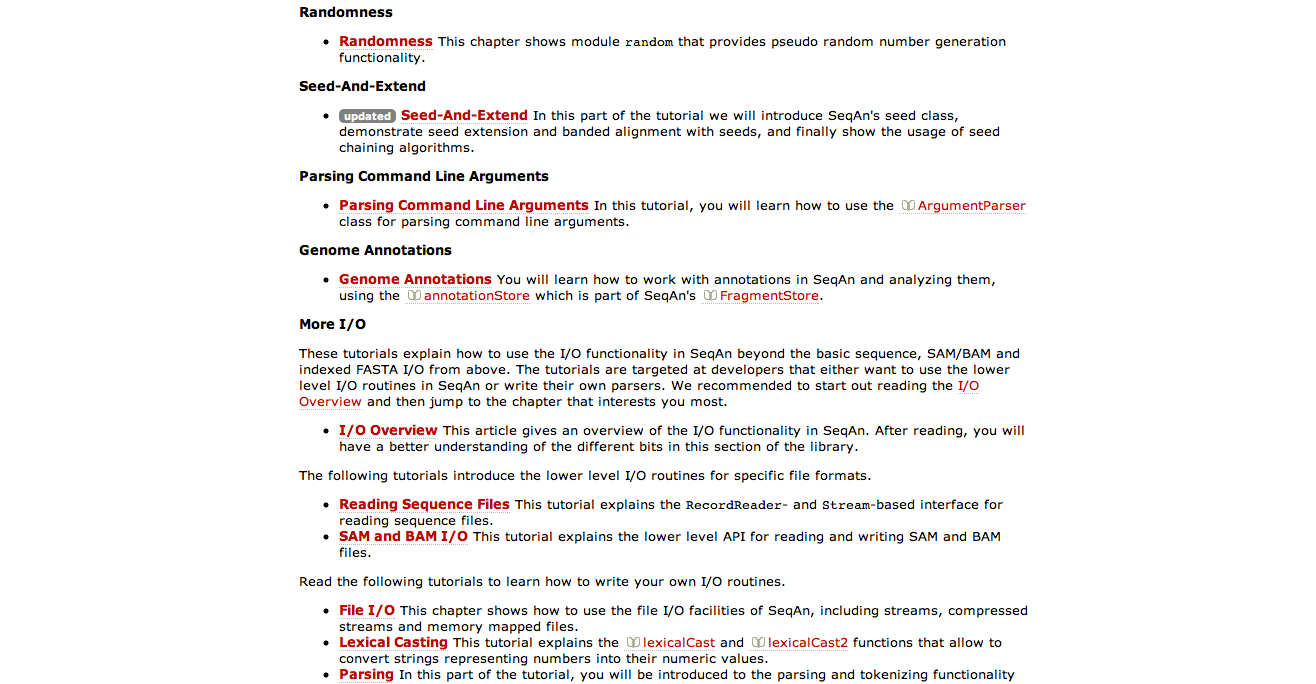 Randomness
Randomness This chapter shows module random that provides pseudo random number generation
functionality.
Seed-And-Extend
updated Seed-And-Extend In this part of the tutorial we will introduce SeqAn's seed class,
demonstrate seed extension and banded alignment with seeds, and finally show the usage of seed
chaining algorithms.
Parsing Command Line Arguments
Parsing Command Line Arguments In this tutorial, you will learn how to use the ArgumentParser
class for parsing command line arguments.
Genome Annotations
Genome Annotations You will learn how to work with annotations in SeqAn and analyzing them,
using the annotationStore which is part of SeqAn's FragmentStore.
More I/O
These tutorials explain how to use the I/O functionality in SeqAn beyond the basic sequence, SAM/BAM and
indexed FASTA I/O from above. The tutorials are targeted at developers that either want to use the lower
level I/O routines in SeqAn or write their own parsers. We recommended to start out reading the I/O
Overview and then jump to the chapter that interests you most.
I/O Overview This article gives an overview of the I/O functionality in SeqAn. After reading, you will
have a better understanding of the different bits in this section of the library.
The following tutorials introduce the lower level I/O routines for specific file formats.
Reading Sequence Files This tutorial explains the RecordReader- and Stream-based interface for
reading sequence files.
SAM and BAM I/O This tutorial explains the lower level API for reading and writing SAM and BAM
files.
Read the following tutorials to learn how to write your own I/O routines.
File I/O This chapter shows how to use the file I/O facilities of SeqAn, including streams, compressed
streams and memory mapped files.
Lexical Casting This tutorial explains the lexicalCast and lexicalCast2 functions that allow to
convert strings representing numbers into their numeric values.
Parsing In this part of the tutorial, you will be introduced to the parsing and tokenizing functionality